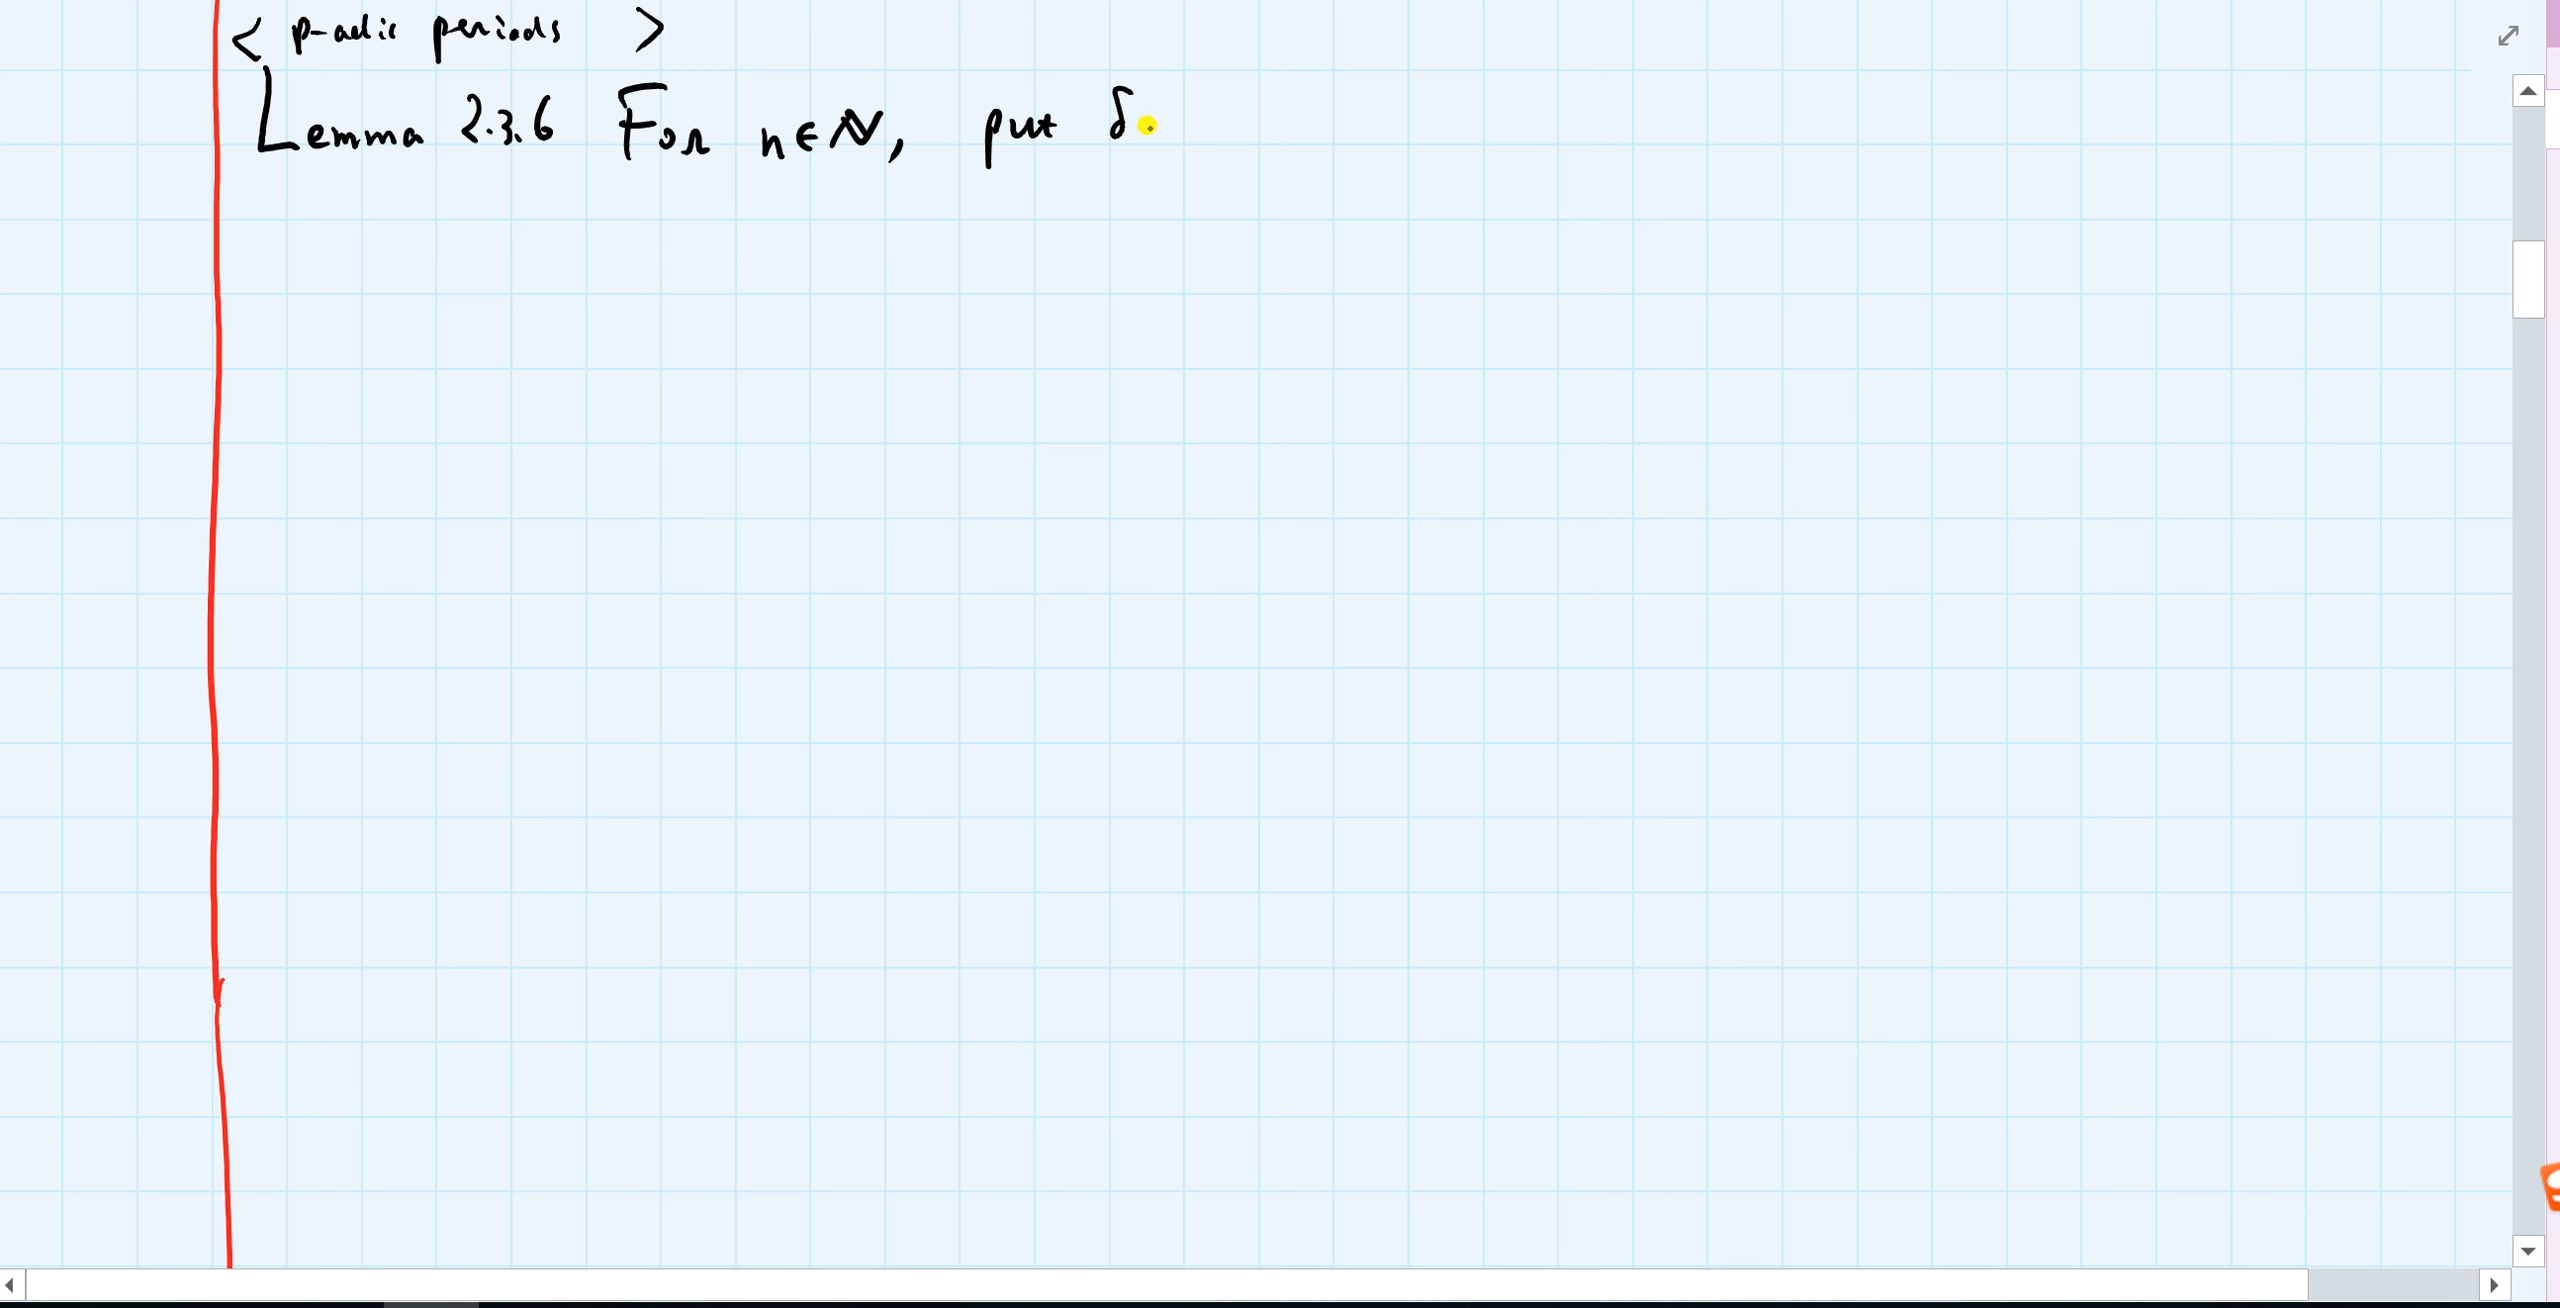 < p-adic periods >
Lemma 2.3.6 For n∈ℕ, put δ